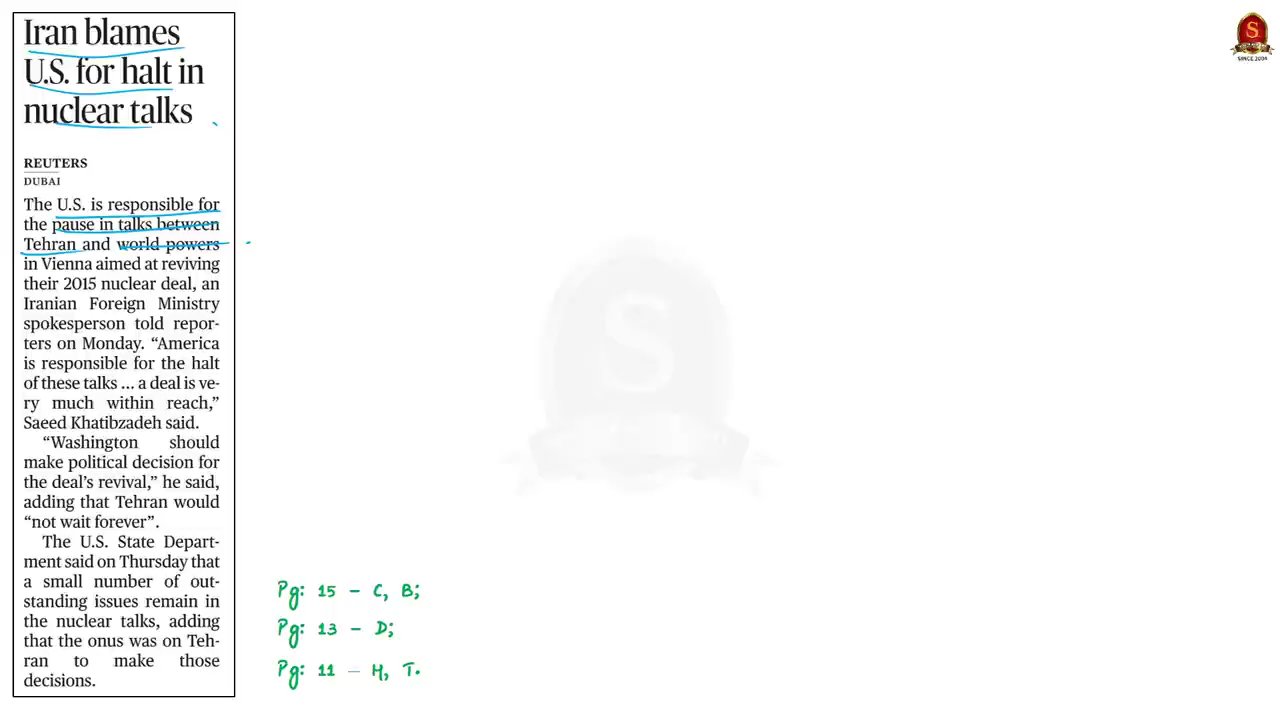 Iran blames
U.S. for halt in
nuclear talks
REUTERS
DUBAI
The U.S. is responsible for
the pause in talks between
Tehran and world powers
in Vienna aimed at reviving
their 2015 nuclear deal, an
Iranian Foreign Ministry
spokesperson told repor-
ters on Monday. “America
is responsible for the halt
of these talks ... a deal is ve-
ry much within reach,”
Saeed Khatibzadeh said.
“Washington should
make political decision for
the deal’s revival,” he said,
adding that Tehran would
“not wait forever”.
The U.S. State Depart-
ment said on Thursday that
a small number of out-
standing issues remain in
the nuclear talks, adding
that the onus was on Teh-
ran to make those
decisions.
Pg: 15 - C, B;
Pg: 13 - D;
Pg: 11 - H, T.
S
SINCE 2004
S